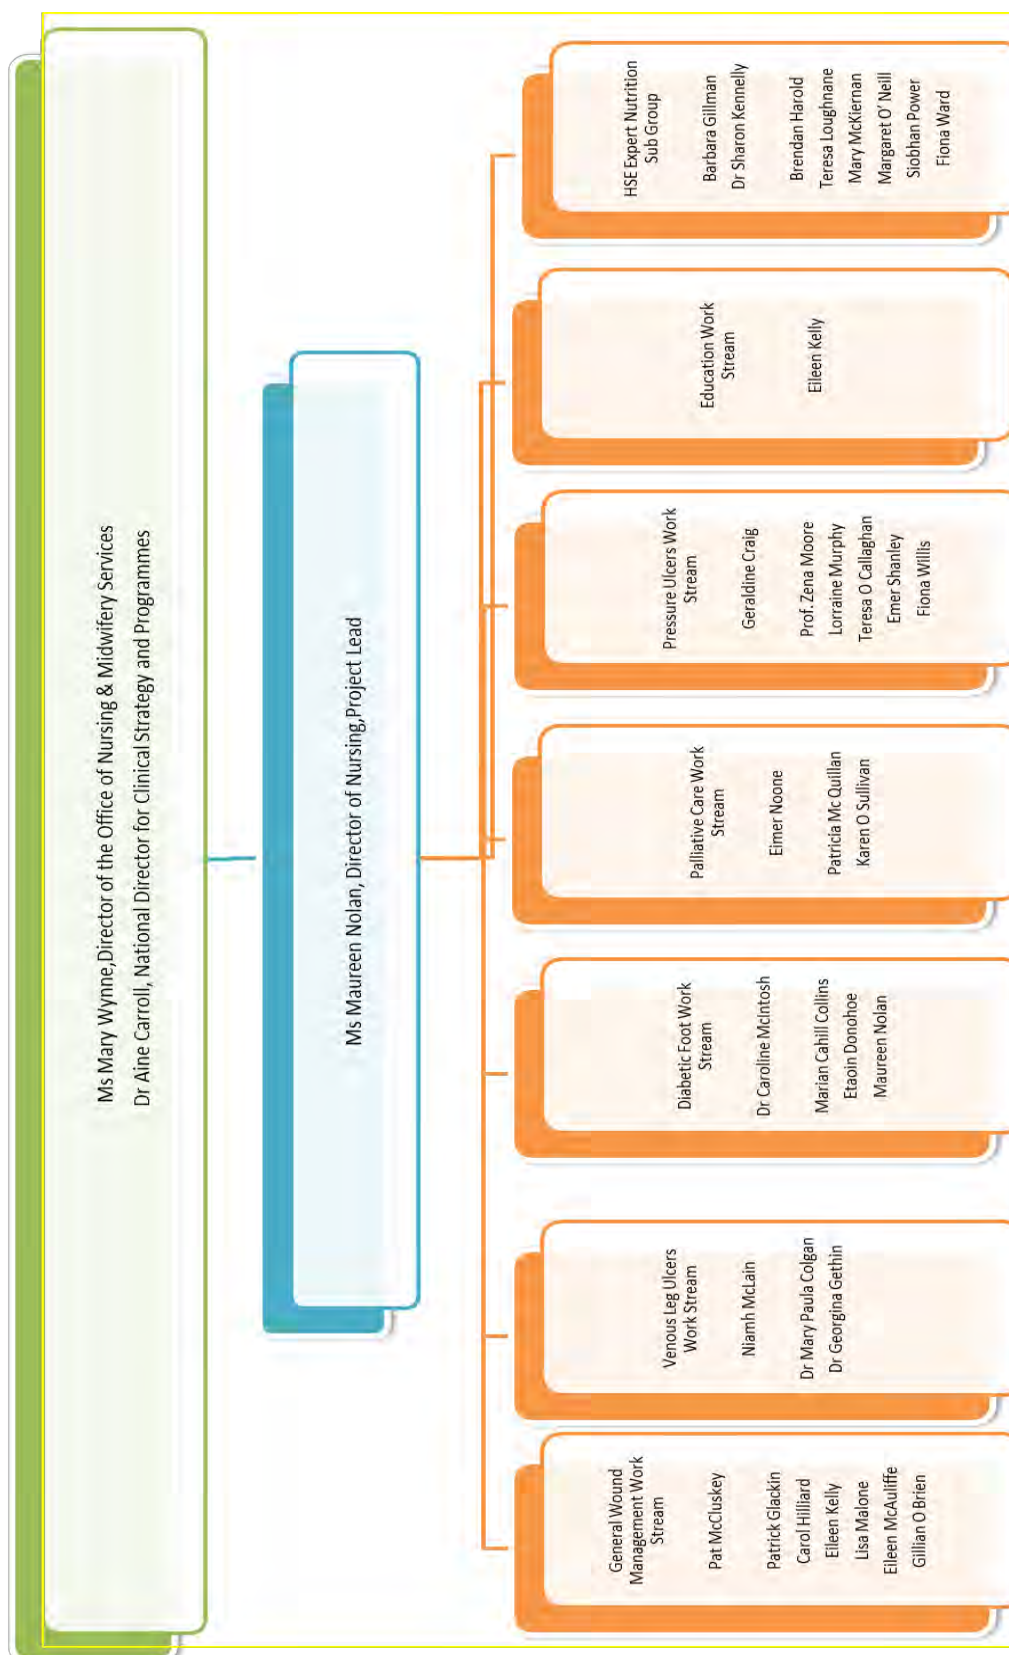 Ms Mary Wynne,Director of the Office of Nursing & Midwifery Services
Dr Aine Carroll, National Director for Clinical Strategy and Programmes
Ms Maureen Nolan, Director of Nursing,Project Lead
General Wound
Management Work
Stream
Pat McCluskey
Patrick Glackin
Carol Hilliard
Eileen Kelly
Lisa Malone
Eileen McAuliffe
Gillian O Brien
Venous Leg Ulcers
Work Stream
Niamh McLain
Dr Mary Paula Colgan
Dr Georgina Gethin
Diabetic Foot Work
Stream
Dr Caroline McIntosh
Marian Cahill Collins
Etaoin Donohoe
Maureen Nolan
Palliative Care Work
Stream
Eimer Noone
Patricia Mc Quillan
Karen O Sullivan
Pressure Ulcers Work
Stream
Geraldine Craig
Prof. Zena Moore
Lorraine Murphy
Teresa O Callaghan
Emer Shanley
Fiona Willis
Education Work
Stream
Eileen Kelly
HSE Expert Nutrition
Sub Group
Barbara Gillman
Dr Sharon Kennelly
Brendan Harold
Teresa Loughnane
Mary McKiernan
Margaret O' Neill
Siobhan Power
Fiona Ward